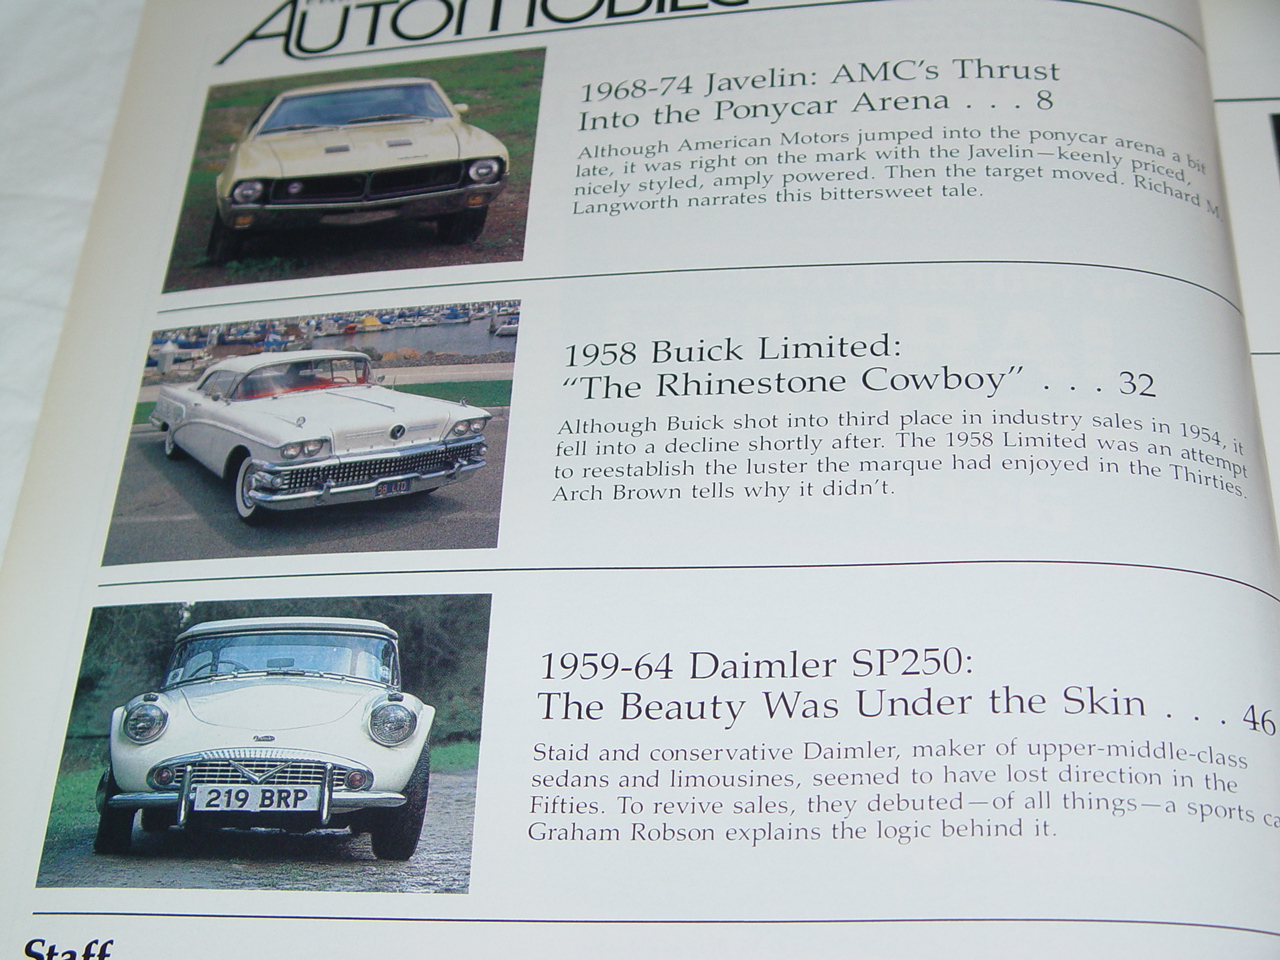 AUTOMOBILE
1968-74 Javelin: AMC's Thrust
Into the Ponycar Arena . . . 8
Although American Motors jumped into the ponycar arena a bit
late, it was right on the mark with the Javelin—keenly priced,
nicely styled, amply powered. Then the target moved. Richard M.
Langworth narrates this bittersweet tale.
1958 Buick Limited:
"The Rhinestone Cowboy" . . . 32
Although Buick shot into third place in industry sales in 1954, it
fell into a decline shortly after. The 1958 Limited was an attempt
to reestablish the luster the marque had enjoyed in the Thirties.
Arch Brown tells why it didn't.
58 LTD
1959-64 Daimler SP250:
The Beauty Was Under the Skin . . . 46
Staid and conservative Daimler, maker of upper-middle-class
sedans and limousines, seemed to have lost direction in the
Fifties. To revive sales, they debuted—of all things—a sports ca
Graham Robson explains the logic behind it.
219 BRP
Staff